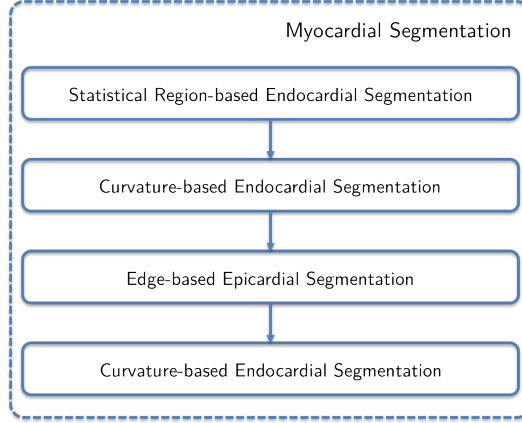 Myocardial Segmentation
Statistical Region-based Endocardial Segmentation
Curvature-based Endocardial Segmentation
Edge-based Epicardial Segmentation
Curvature-based Endocardial Segmentation